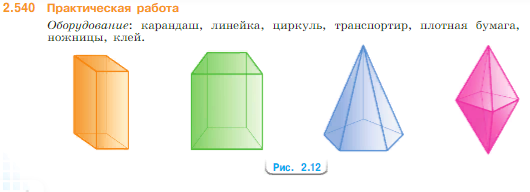 2.540 Практическая работа
Оборудование: карандаш, линейка, циркуль, транспортир, плотная бумага,
ножницы, клей.
Рис. 2.12